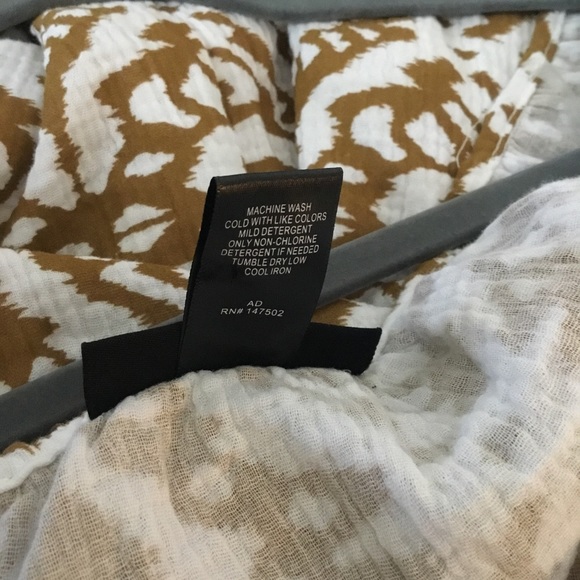 MACHINE WASH
COLD WITH LIKE COLORS
MILD DETERGENT
ONLY NON-CHLORINE
DETERGENT IF NEEDED
TUMBLE DRY LOW
COOL IRON
AD
RN# 147502